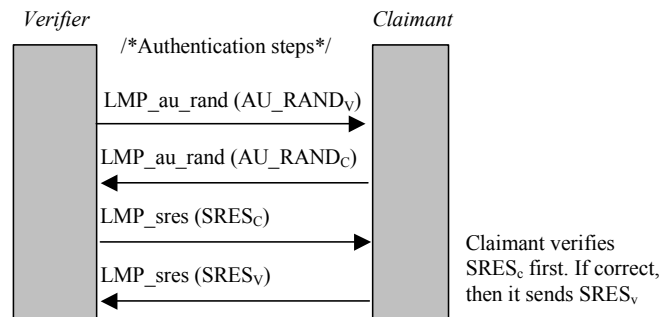 Verifier
Claimant
/*Authentication steps*/
LMP_au_rand (AU_RANDV)
LMP_au_rand (AU_RANDC)
LMP_sres (SRESC)
LMP_sres (SRESV)
Claimant verifies
SRESc first. If correct,
then it sends SRESv